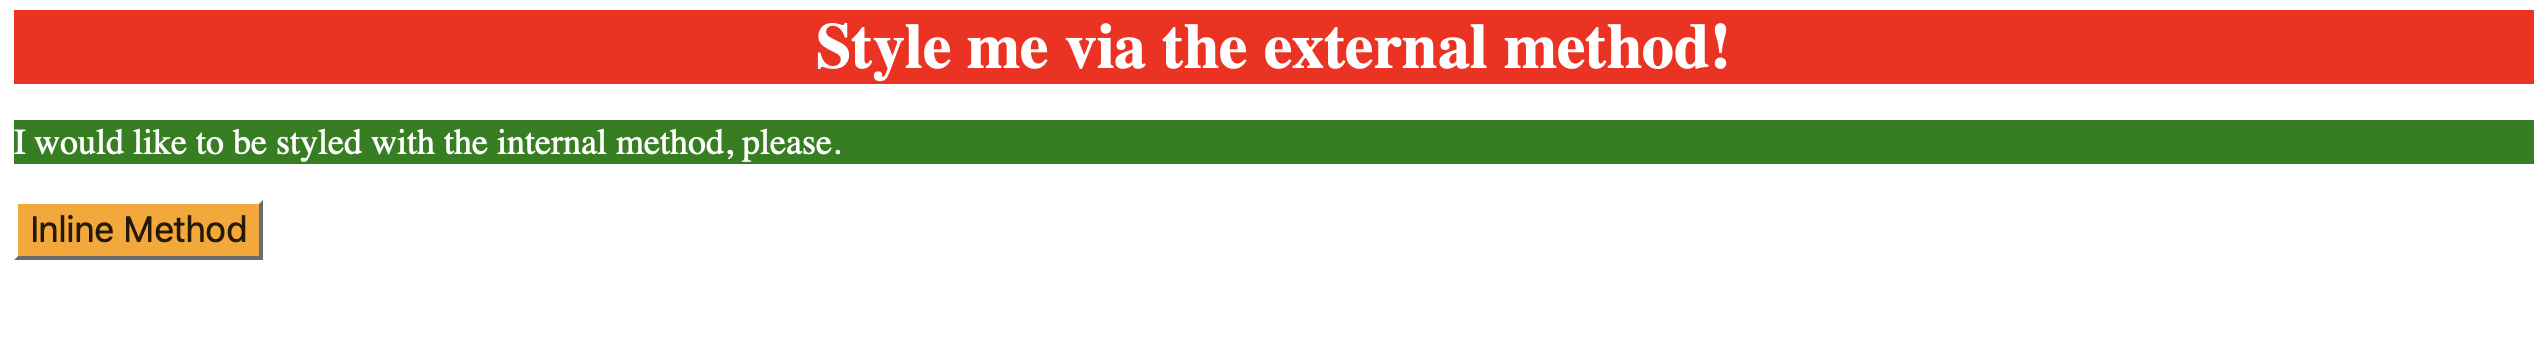 Style me via the external method!
I would like to be styled with the internal method, please.
Inline Method